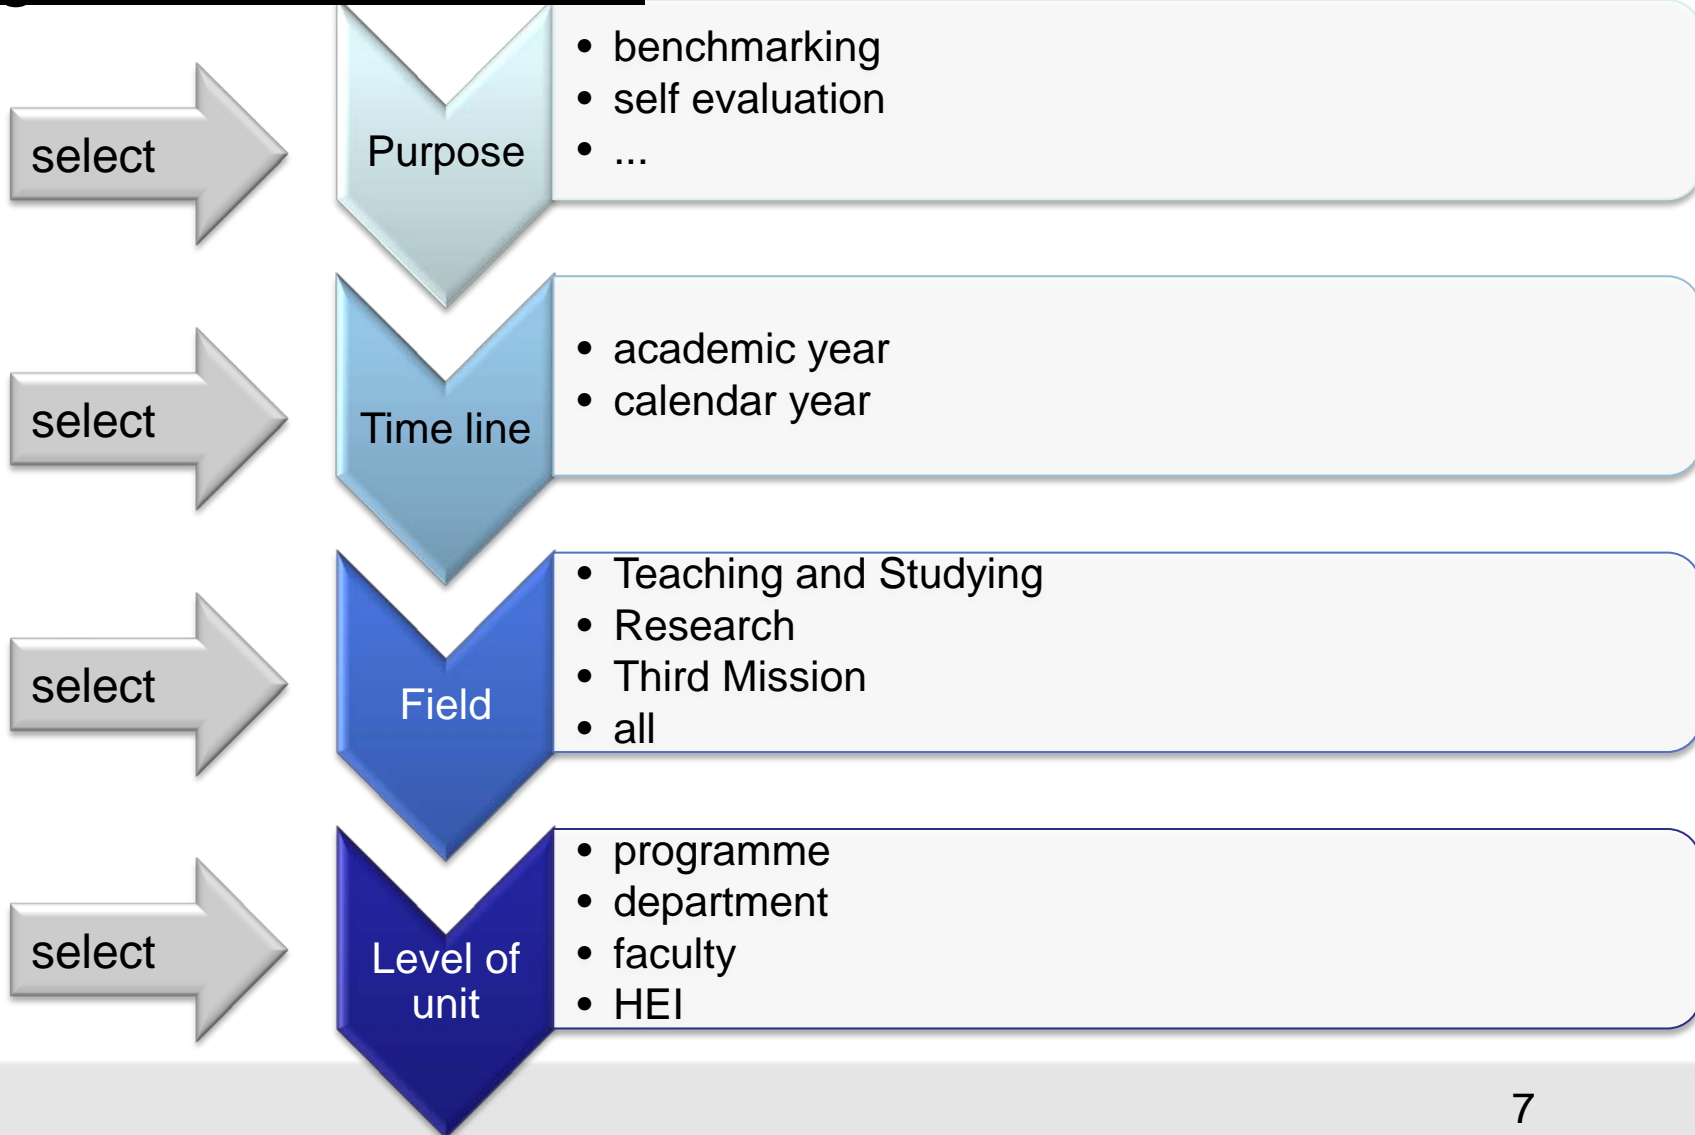 select
Purpose
• benchmarking
• self evaluation
• ...
select
Time line
• academic year
• calendar year
select
Field
• Teaching and Studying
• Research
• Third Mission
• all
select
Level of
unit
• programme
• department
• faculty
• HEI
7